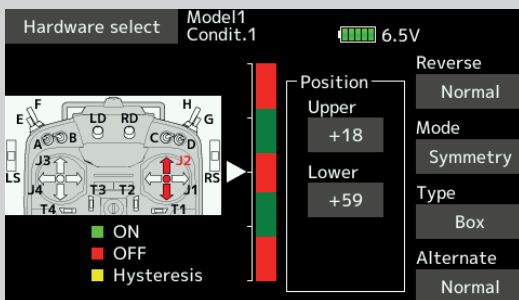 Hardware select
Model1
Condit.1
6.5V
F
H
E
LD
RD
G
A
B
C
D
J3
J2
LS
RS
J4
T3
T2
J1
T4
T1
ON
OFF
Hysteresis
Position
Upper
+18
Lower
+59
Reverse
Normal
Mode
Symmetry
Type
Box
Alternate
Normal